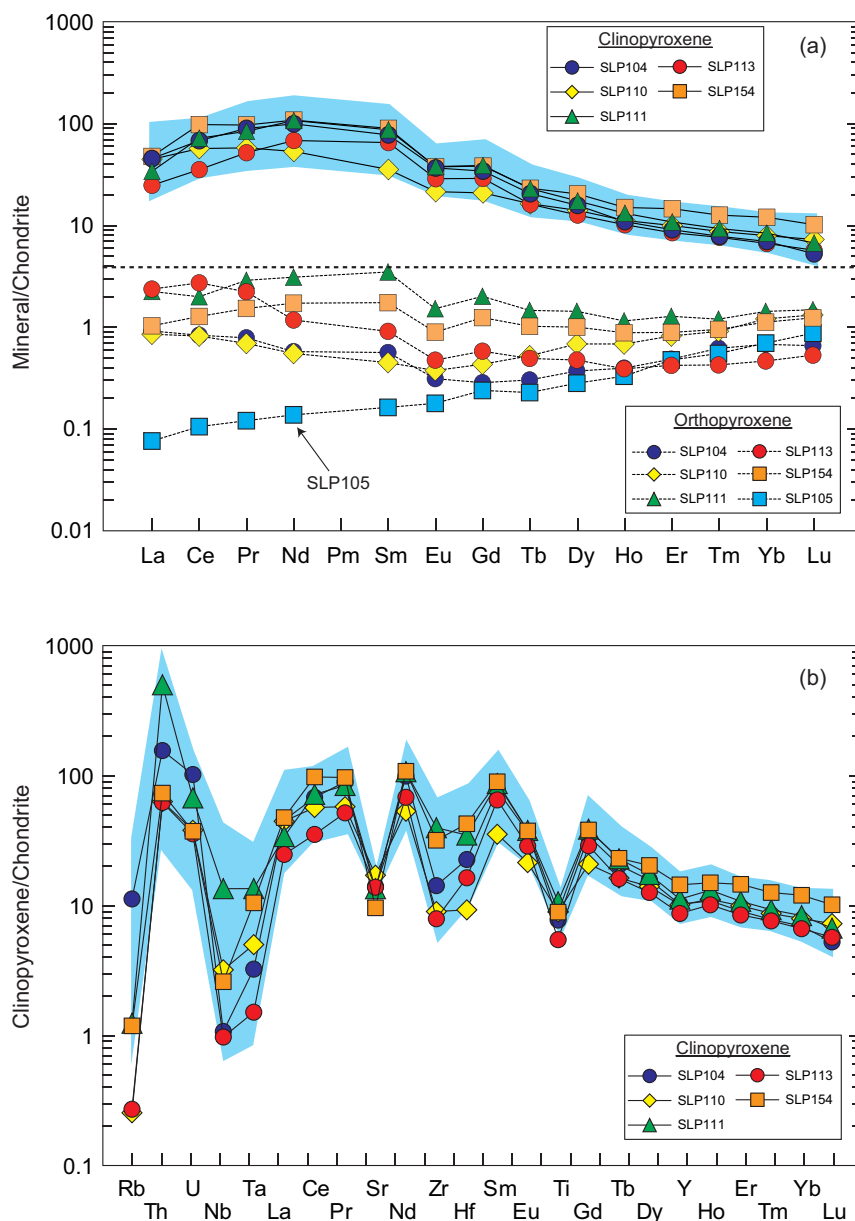 1000
100
10
1
0.1
0.01
Mineral/Chondrite
(a)
Clinopyroxene
SLP104 SLP113
SLP110 SLP154
SLP111
Orthopyroxene
SLP104 SLP113
SLP110 SLP154
SLP111 SLP105
SLP105
La Ce Pr Nd Pm Sm Eu Gd Tb Dy Ho Er Tm Yb Lu
1000
100
10
1
0.1
Clinopyroxene/Chondrite
(b)
Clinopyroxene
SLP104 SLP113
SLP110 SLP154
SLP111
Rb U Ta Ce Sr Zr Sm Ti Tb Y Er Yb
Th Nb La Pr Nd Hf Eu Gd Dy Ho Tm Lu